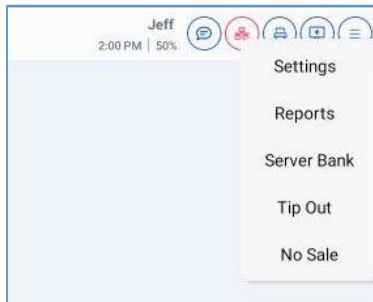 Jeff
2:00 PM | 50%
Settings
Reports
Server Bank
Tip Out
No Sale